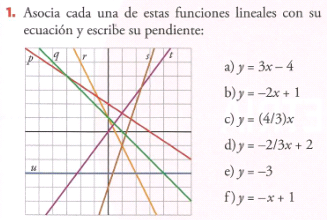 1. Asocia cada una de estas funciones lineales con su
ecuación y escribe su pendiente:
p q r s t
u
a) y = 3x – 4
b) y = –2x + 1
c) y = (4/3)x
d) y = –2/3x + 2
e) y = –3
f) y = –x + 1